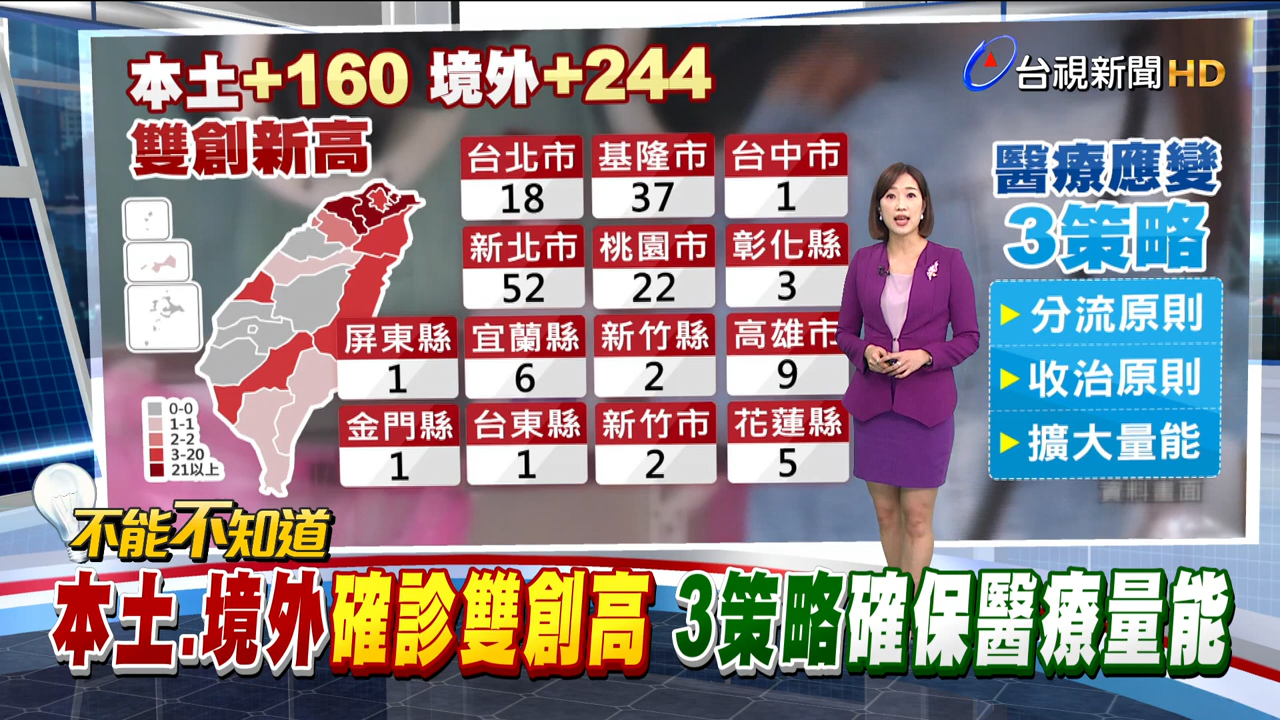 本土+160 境外+244
雙創新高
台視新聞HD
台北市 基隆市 台中市
18 37 1
新北市 桃園市 彰化縣
52 22 3
屏東縣 宜蘭縣 新竹縣 高雄市
1 6 2 9
金門縣 台東縣 新竹市 花蓮縣
1 1 2 5
0-0
1-1
2-2
3-20
21以上
醫療應變
3策略
分流原則
收治原則
擴大量能
資料畫面
不能不知道
本土.境外確診雙創高 3策略確保醫療量能